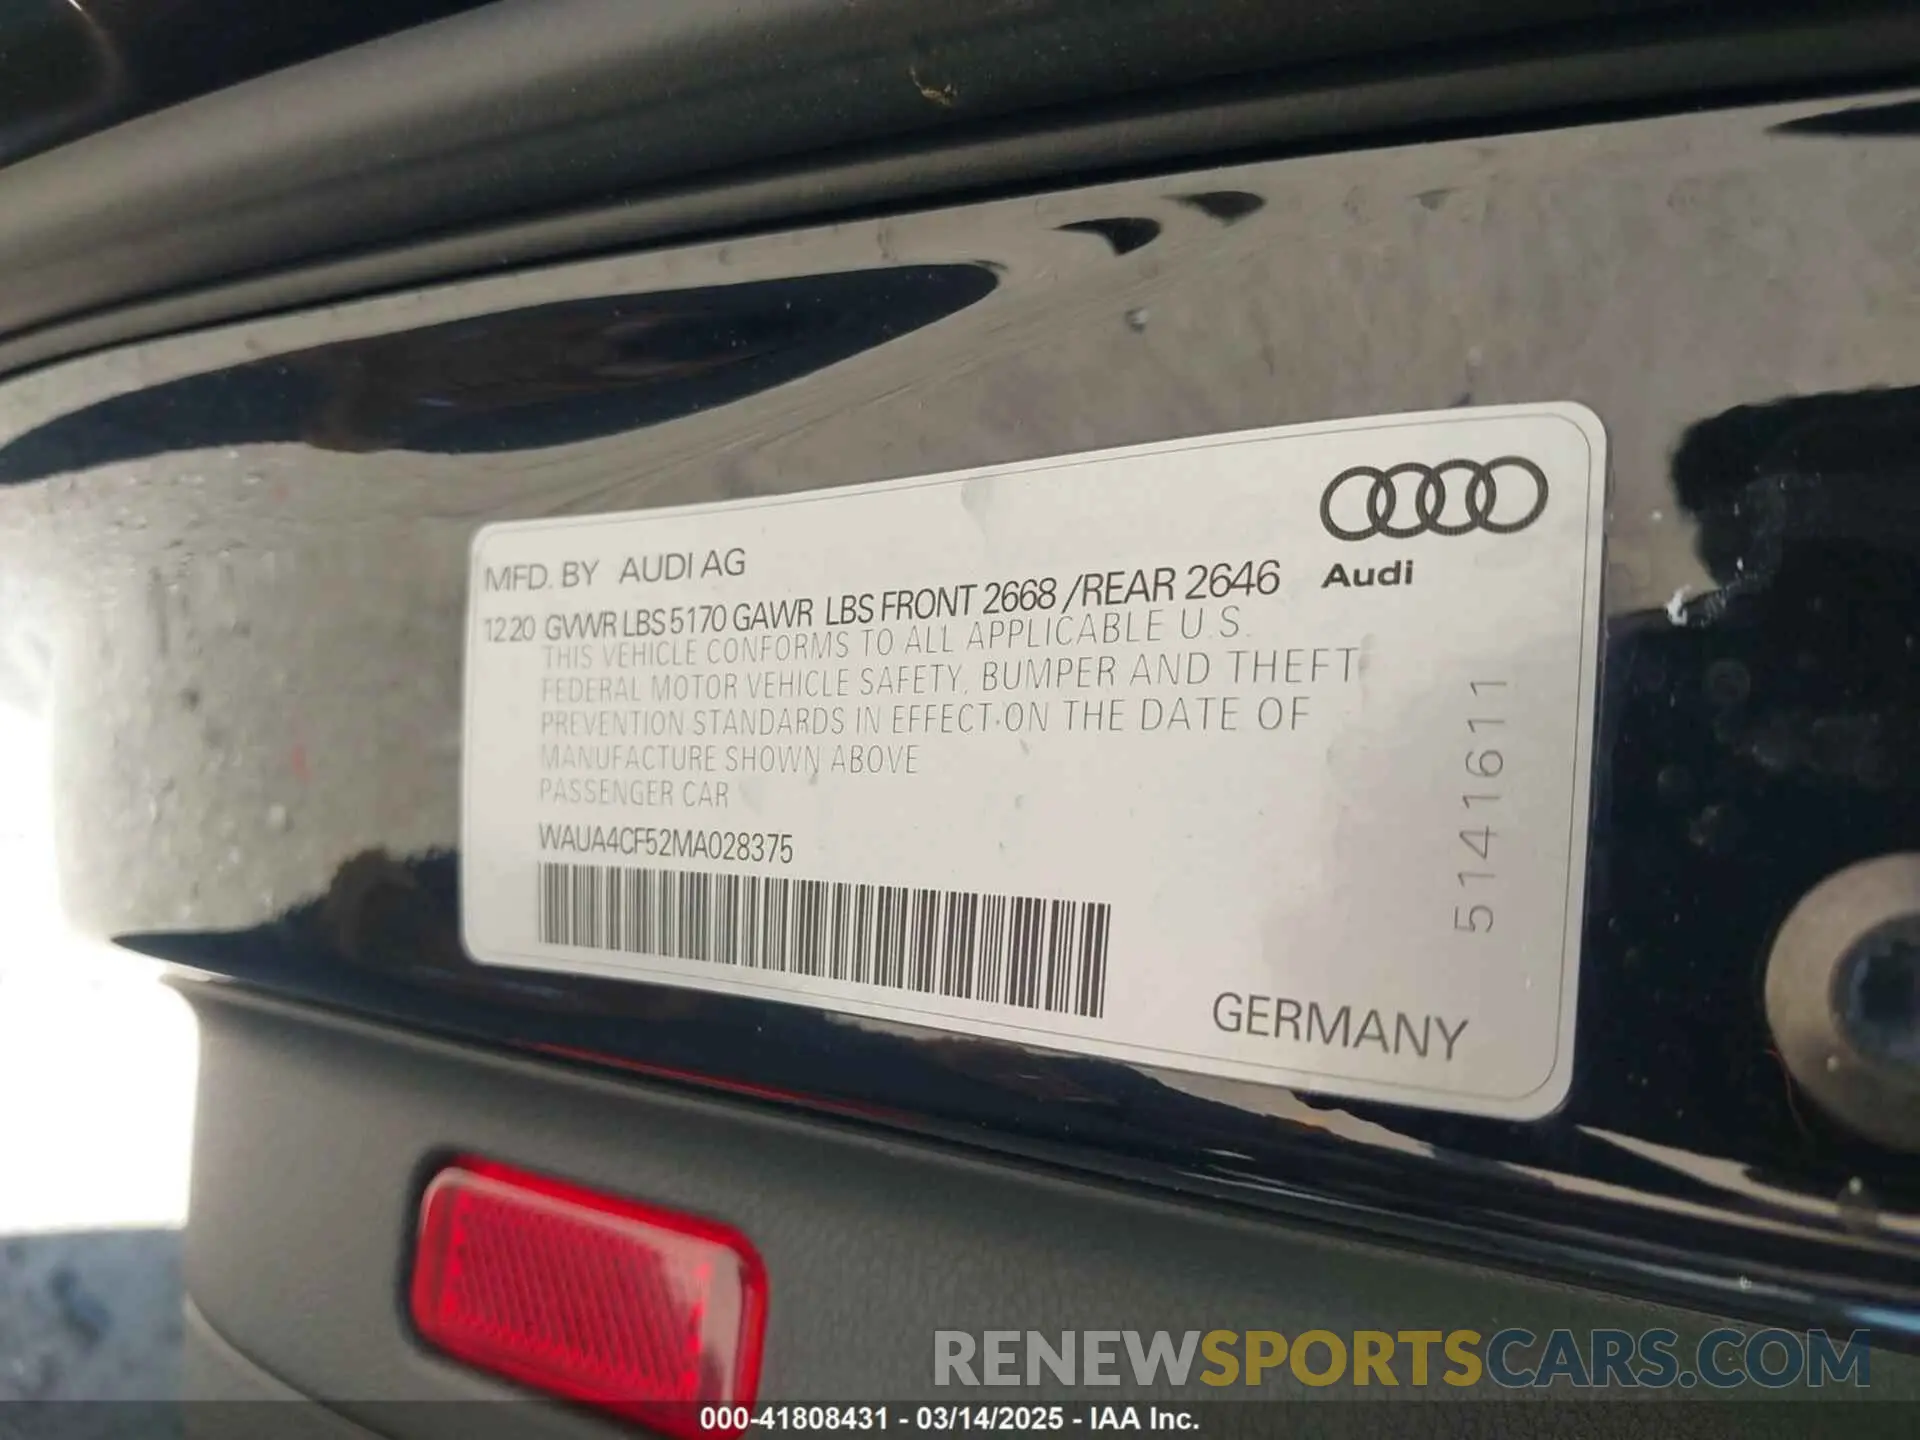 MFD. BY AUDI AG
Audi
12.20 GVWR LBS 5170 GAWR LBS FRONT 2668 /REAR 2646
THIS VEHICLE CONFORMS TO ALL APPLICABLE U.S.
FEDERAL MOTOR VEHICLE SAFETY, BUMPER AND THEFT
PREVENTION STANDARDS IN EFFECT ON THE DATE OF
MANUFACTURE SHOWN ABOVE
PASSENGER CAR
WAUA4CF52MA028375
5141611
GERMANY
RENEWSPORTSCARS.COM
000-41808431 - 03/14/2025 - IAA Inc.